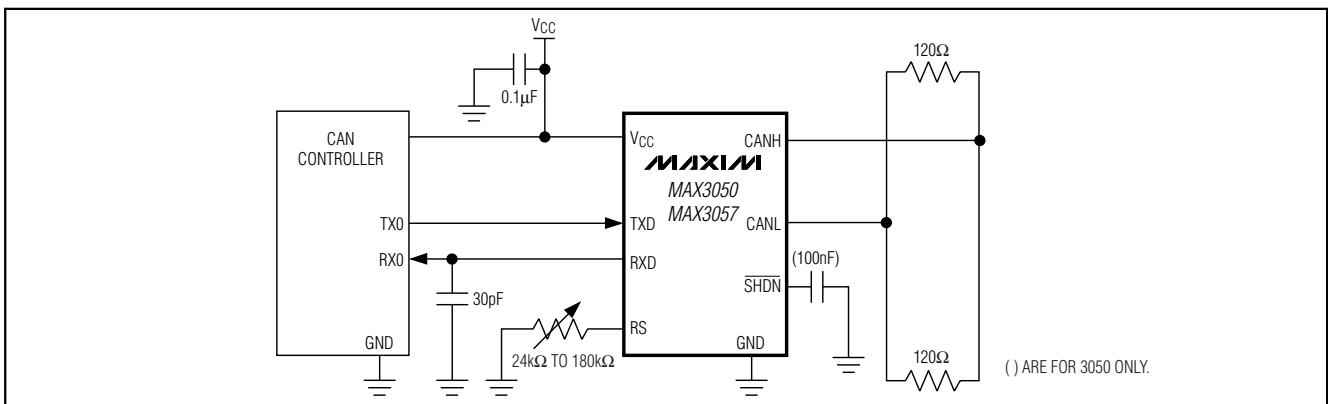 VCC
0.1µF
CAN
CONTROLLER
TX0
RX0
GND
30pF
24kΩ TO 180kΩ
VCC
CANH
MAXIM
MAX3050
MAX3057
TXD
CANL
RXD
SHDN
RS
GND
(100nF)
120Ω
120Ω
( ) ARE FOR 3050 ONLY.